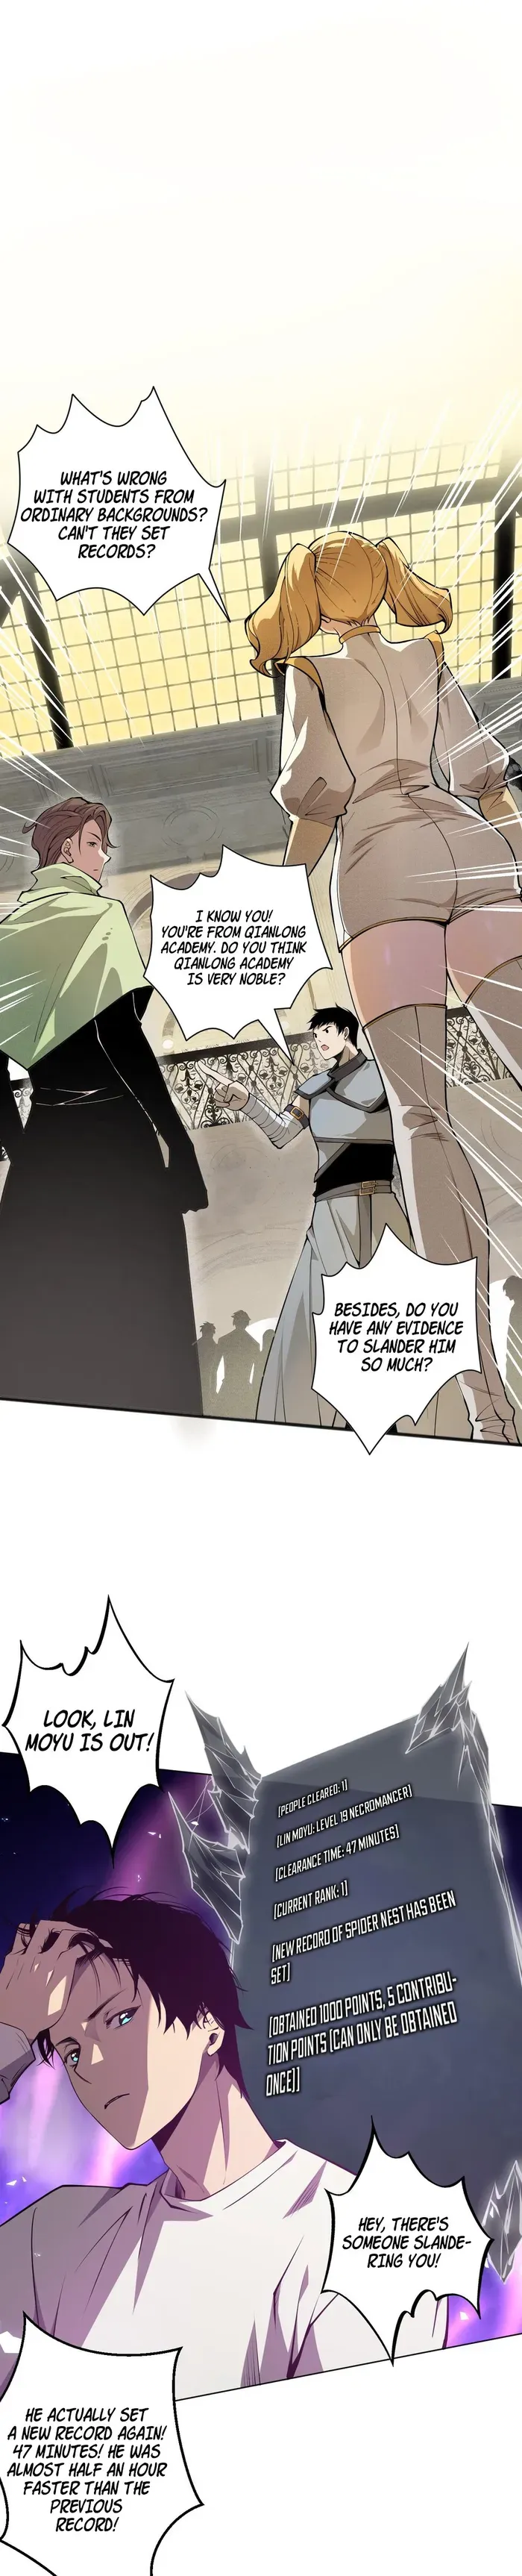 WHAT'S WRONG
WITH STUDENTS FROM
ORDINARY BACKGROUNDS?
CAN'T THEY SET
RECORDS?
I KNOW YOU!
YOU'RE FROM QIANLONG
ACADEMY. DO YOU THINK
QIANLONG ACADEMY
IS VERY NOBLE?
BESIDES, DO YOU
HAVE ANY EVIDENCE
TO SLANDER HIM
SO MUCH?
LOOK, LIN
MOYU IS OUT!
[PEOPLE CLEARED: 1]
[LIN MOYU: LEVEL 19 NECROMANCER]
[CLEARANCE TIME: 47 MINUTES]
[CURRENT RANK: 1]
[NEW RECORD OF SPIDER NEST HAS BEEN
SET]
[OBTAINED 1000 POINTS, 5 CONTRIBU-
TION POINTS (CAN ONLY BE OBTAINED
ONCE)]
HEY, THERE'S
SOMEONE SLANDE-
RING YOU!
HE ACTUALLY SET
A NEW RECORD AGAIN!
47 MINUTES! HE WAS
ALMOST HALF AN HOUR
FASTER THAN THE
PREVIOUS
RECORD!